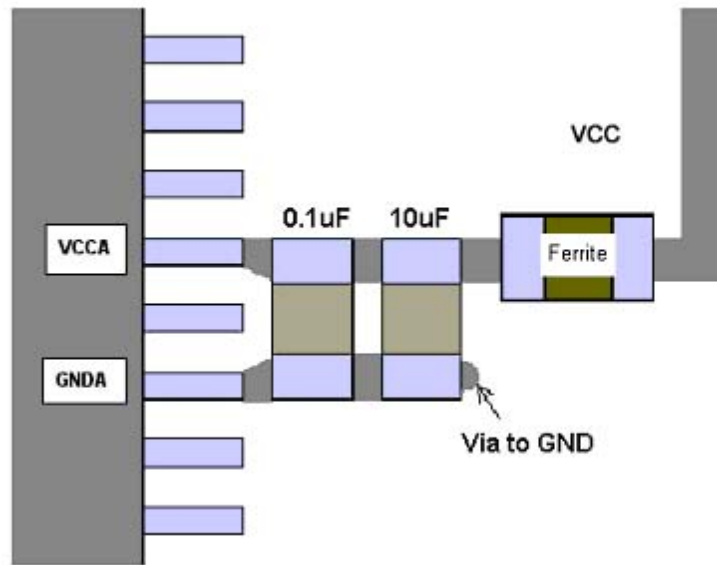 VCC
0.1uF 10uF
VCCA
Ferrite
GNDA
Via to GND